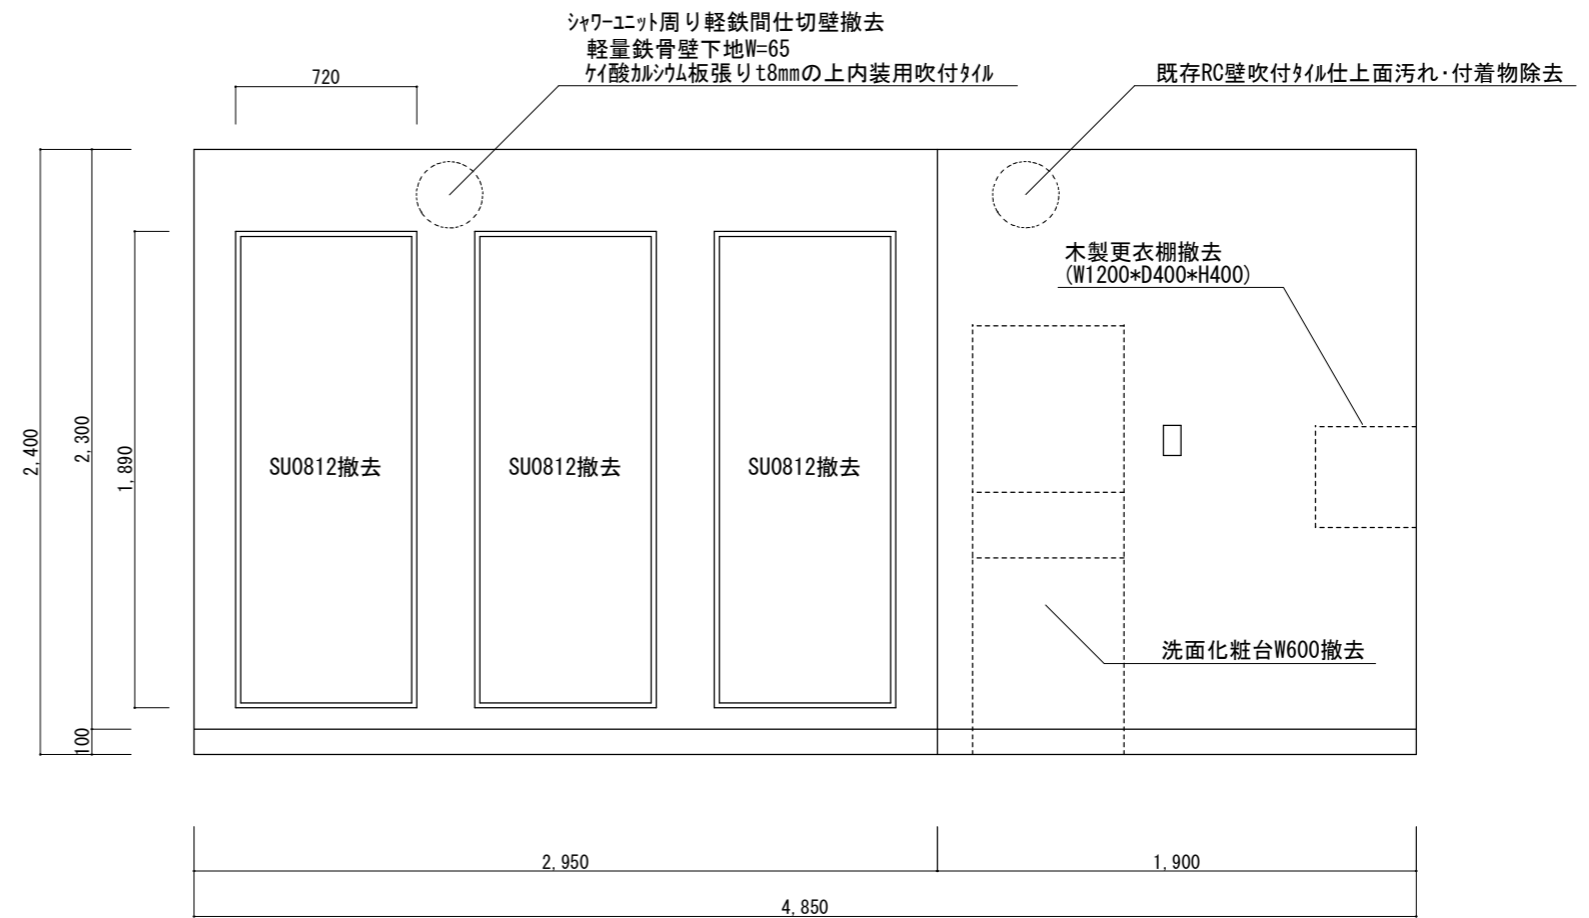 ｼｬﾜｰﾕﾆｯﾄ周り軽鉄間仕切壁撤去
軽量鉄骨壁下地W=65
ｹｲ酸ｶﾙｼｳﾑ板張りt8mmの上内装用吹付ﾀｲﾙ
既存RC壁吹付ﾀｲﾙ仕上面汚れ･付着物除去
720
木製更衣棚撤去
(W1200*D400*H400)
2,400
2,300
1,890
100
SU0812撤去
SU0812撤去
SU0812撤去
洗面化粧台W600撤去
2,950
1,900
4,850